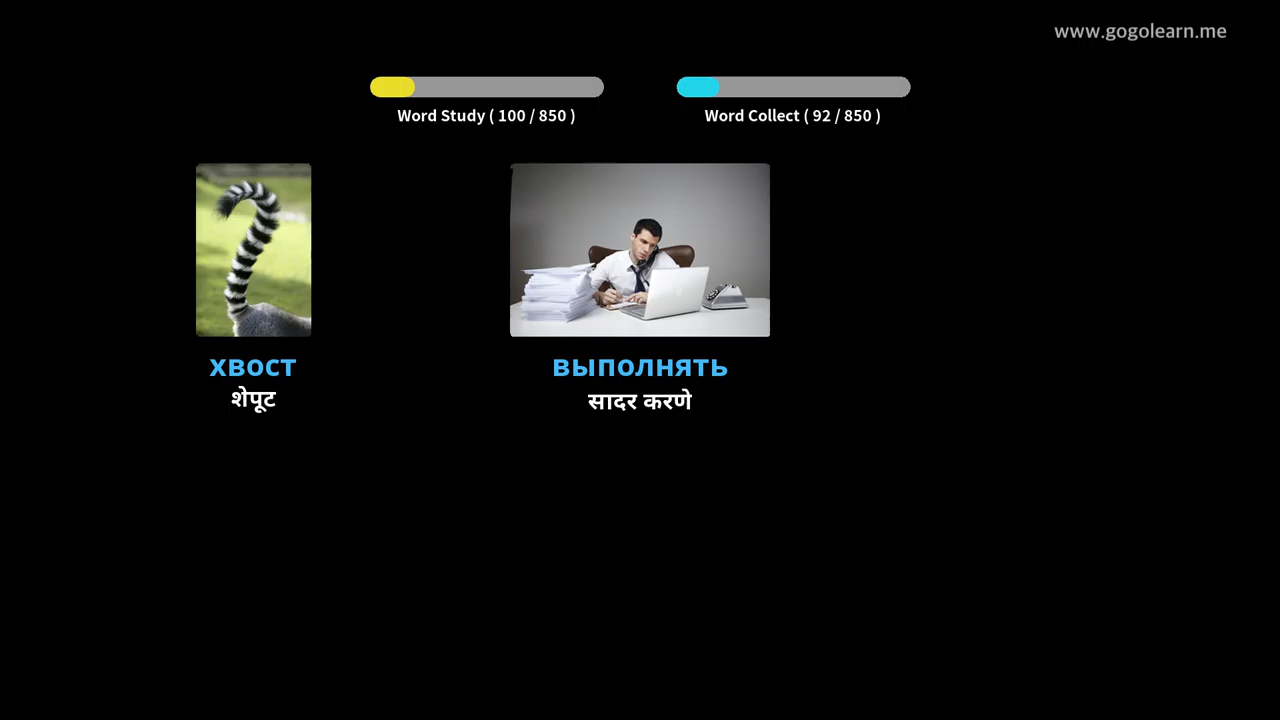 www.gogolearn.me
Word Study ( 100 / 850 )
Word Collect ( 92 / 850 )
хвост
शेपूट
выполнять
सादर करणे